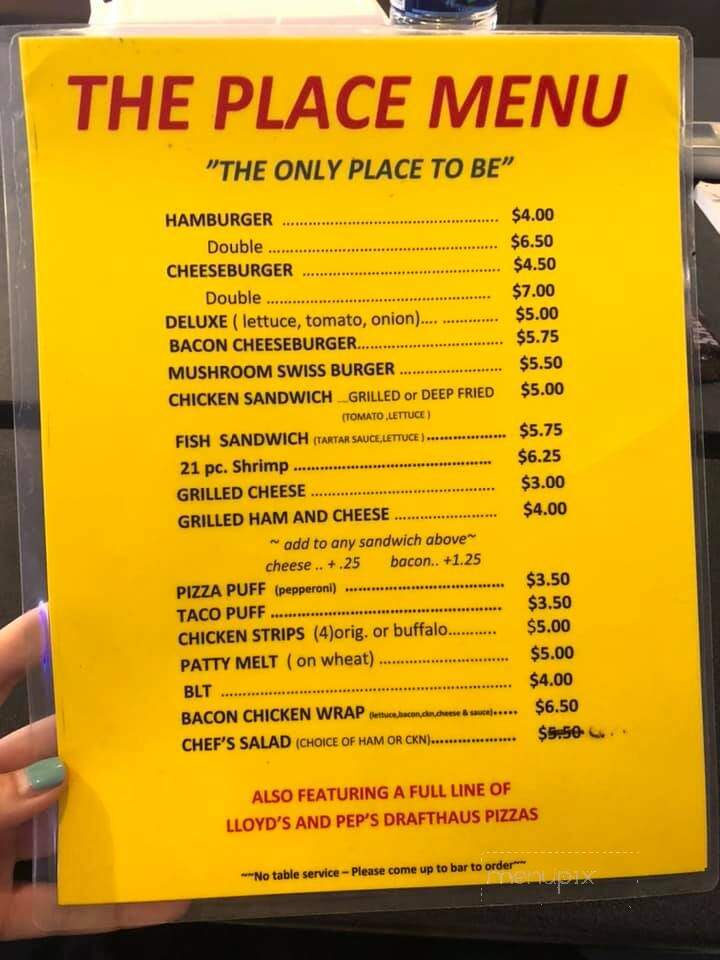 THE PLACE MENU
"THE ONLY PLACE TO BE"
HAMBURGER ........ $4.00
Double ........ $6.50
CHEESEBURGER ........ $4.50
Double ........ $7.00
DELUXE ( lettuce, tomato, onion).... ........ $5.00
BACON CHEESEBURGER........ $5.75
MUSHROOM SWISS BURGER ........ $5.50
CHICKEN SANDWICH ...GRILLED or DEEP FRIED $5.00
(TOMATO ,LETTUCE )
FISH SANDWICH (TARTAR SAUCE,LETTUCE ) ........ $5.75
21 pc. Shrimp ........ $6.25
GRILLED CHEESE ........ $3.00
GRILLED HAM AND CHEESE ........ $4.00
~ add to any sandwich above~
cheese .. + .25 bacon.. +1.25
PIZZA PUFF (pepperoni) ........ $3.50
TACO PUFF ........ $3.50
CHICKEN STRIPS (4)orig. or buffalo........ $5.00
PATTY MELT ( on wheat) ........ $5.00
BLT ........ $4.00
BACON CHICKEN WRAP (lettuce,bacon,ckn,cheese & sauce)..... $6.50
CHEF'S SALAD (CHOICE OF HAM OR CKN)........ $5.50
ALSO FEATURING A FULL LINE OF
LLOYD'S AND PEP'S DRAFTHAUS PIZZAS
~~No table service – Please come up to bar to order~~
menupix